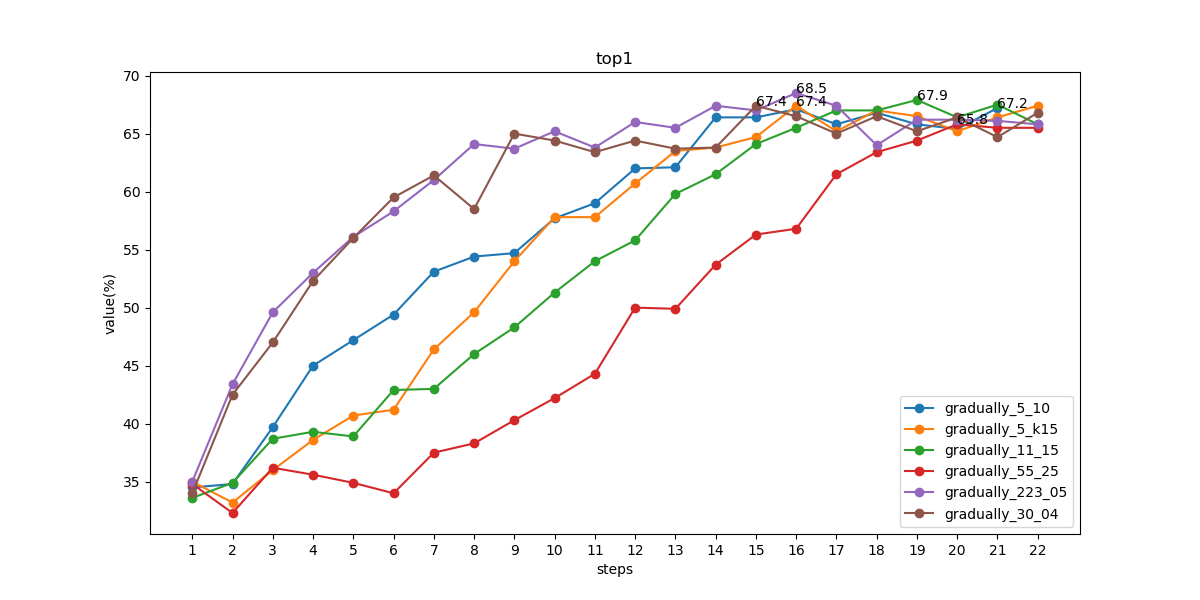 top1
value(%)
70
65
60
55
50
45
40
35
67.4
68.5
67.4
67.9
65.8
67.2
gradually_5_10
gradually_5_k15
gradually_11_15
gradually_55_25
gradually_223_05
gradually_30_04
1 2 3 4 5 6 7 8 9 10 11 12 13 14 15 16 17 18 19 20 21 22
steps